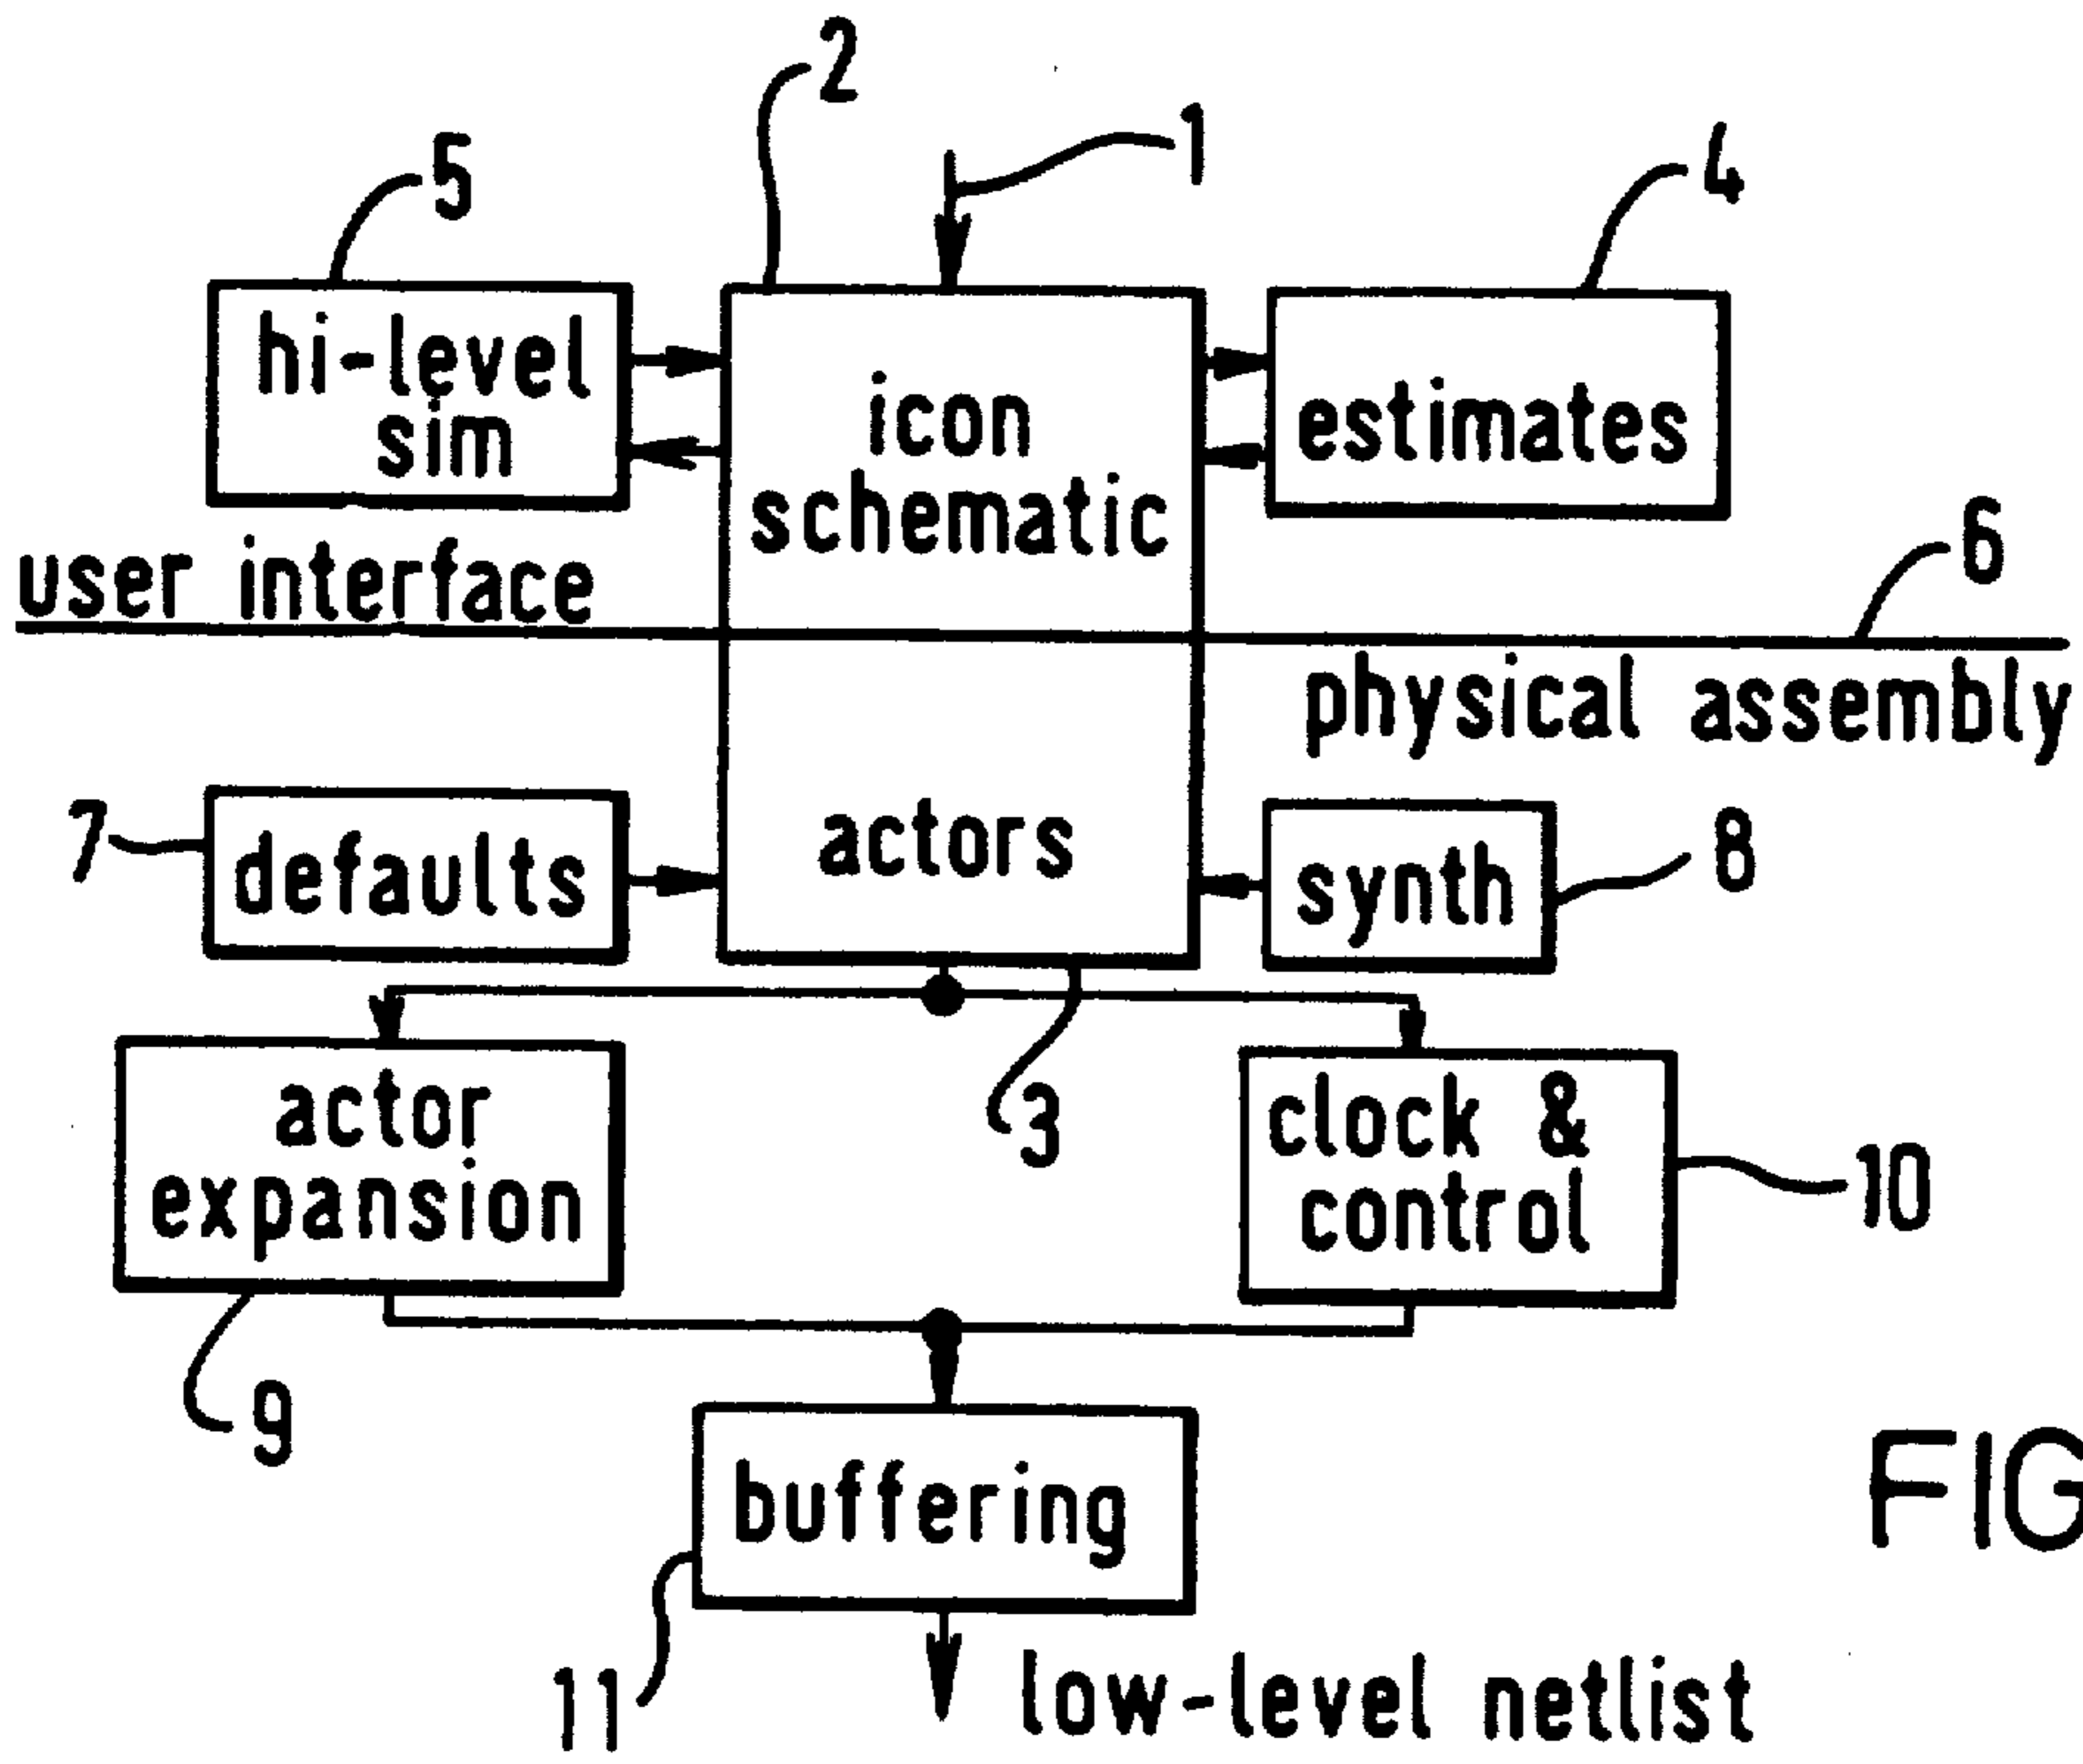 2
1
5
4
hi-level
sim
icon
schematic
estimates
6
user interface
physical assembly
7
defaults
actors
synth
8
actor
expansion
3
clock &
control
10
9
buffering
FIG
11
low-level netlist